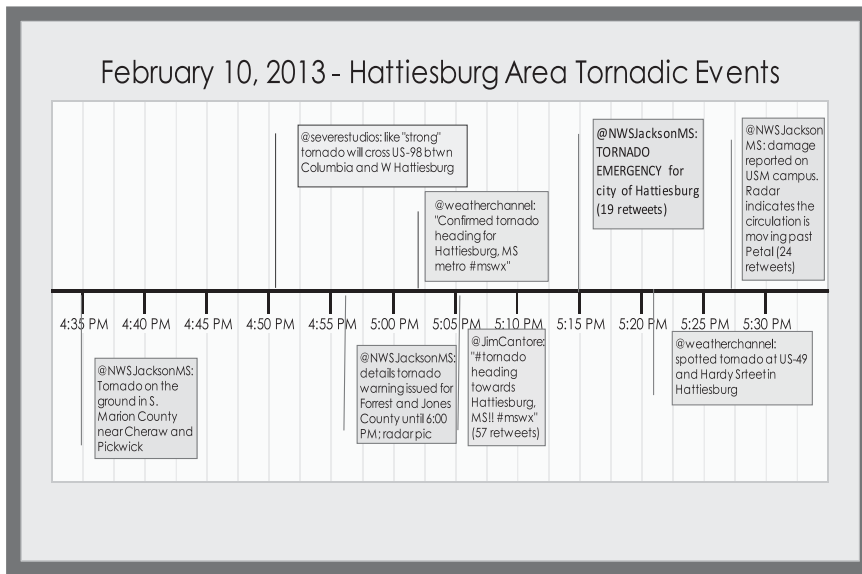 February 10, 2013 - Hattiesburg Area Tornadic Events
@severestudios: like "strong"
tornado will cross US-98 btwn
Columbia and W Hattiesburg
@weatherchannel:
"Confirmed tornado
heading for
Hattiesburg, MS
metro #mswx"
@NWSJacksonMS:
TORNADO
EMERGENCY for
city of Hattiesburg
(19 retweets)
@NWSJackson
MS: damage
reported on
USM campus.
Radar
indicates the
circulation is
moving past
Petal (24
retweets)
4:35 PM 4:40 PM 4:45 PM 4:50 PM 4:55 PM 5:00 PM 5:05 PM 5:10 PM 5:15 PM 5:20 PM 5:25 PM 5:30 PM
@NWSJacksonMS:
Tornado on the
ground in S.
Marion County
near Cheraw and
Pickwick
@NWSJacksonMS:
details tornado
warning issued for
Forrest and Jones
County until 6:00
PM; radar pic
@JimCantore:
"#tornado
heading
towards
Hattiesburg,
MS!! #mswx"
(57 retweets)
@weatherchannel:
spotted tornado at US-49
and Hardy Srteet in
Hattiesburg